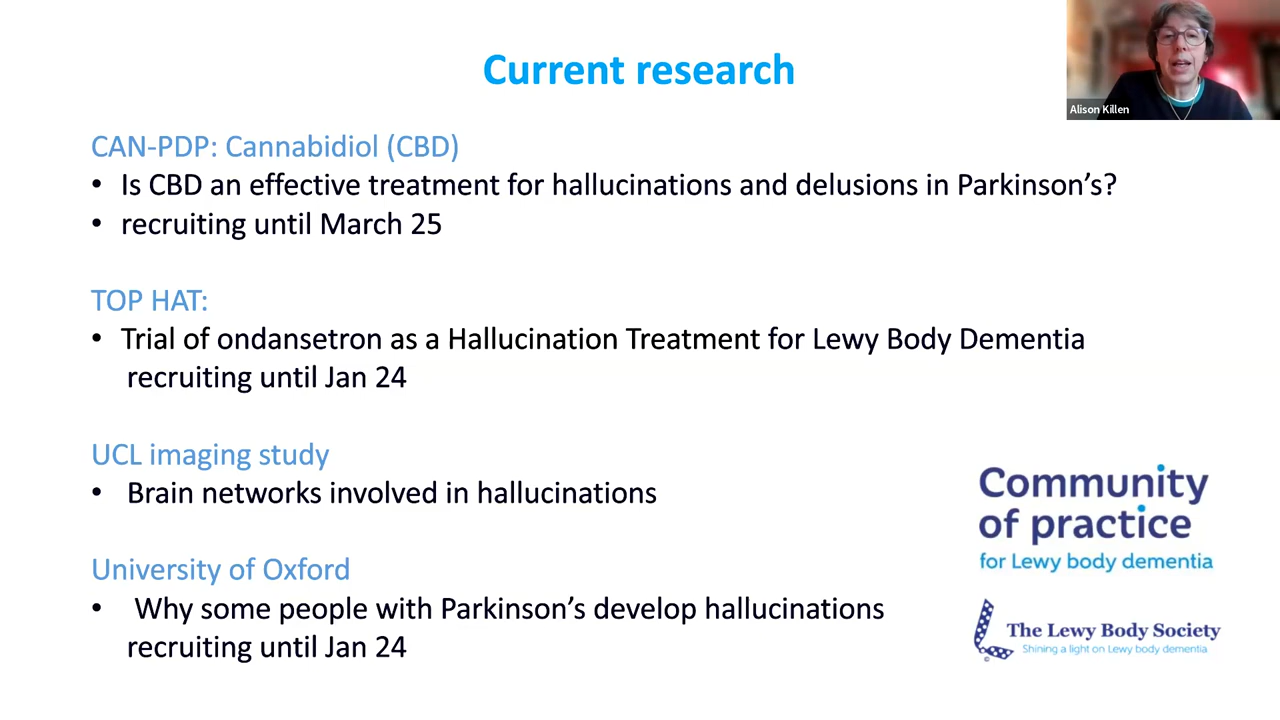 Current research
Alison Killen
CAN-PDP: Cannabidiol (CBD)
• Is CBD an effective treatment for hallucinations and delusions in Parkinson’s?
• recruiting until March 25
TOP HAT:
• Trial of ondansetron as a Hallucination Treatment for Lewy Body Dementia
recruiting until Jan 24
UCL imaging study
• Brain networks involved in hallucinations
University of Oxford
• Why some people with Parkinson’s develop hallucinations
recruiting until Jan 24
Community
of practice
for Lewy body dementia
The Lewy Body Society
Shining a light on Lewy body dementia
©